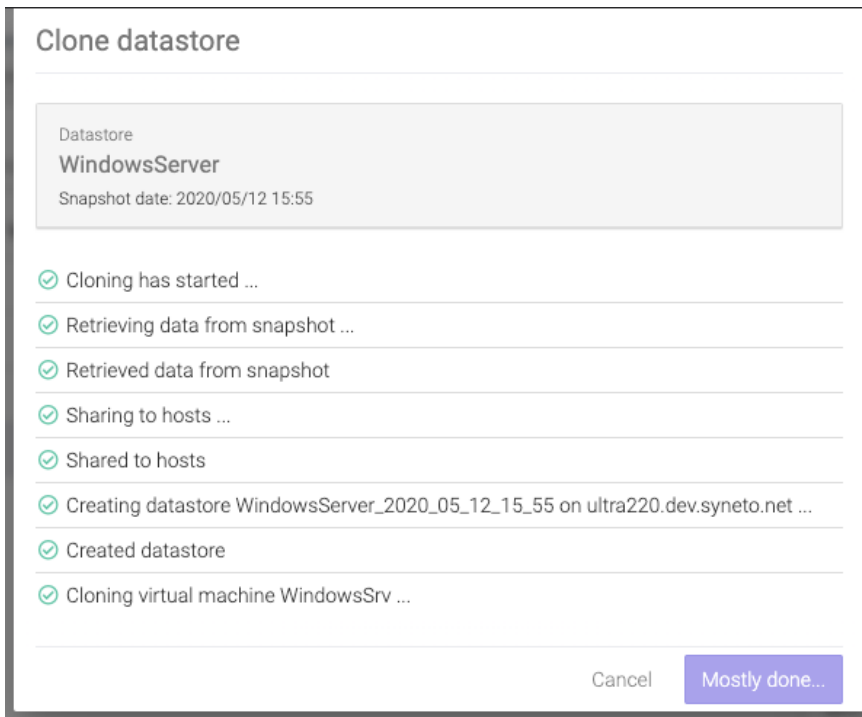 Clone datastore
Datastore
WindowsServer
Snapshot date: 2020/05/12 15:55
Cloning has started ...
Retrieving data from snapshot ...
Retrieved data from snapshot
Sharing to hosts ...
Shared to hosts
Creating datastore WindowsServer_2020_05_12_15_55 on ultra220.dev.syneto.net ...
Created datastore
Cloning virtual machine WindowsSrv ...
Cancel
Mostly done...